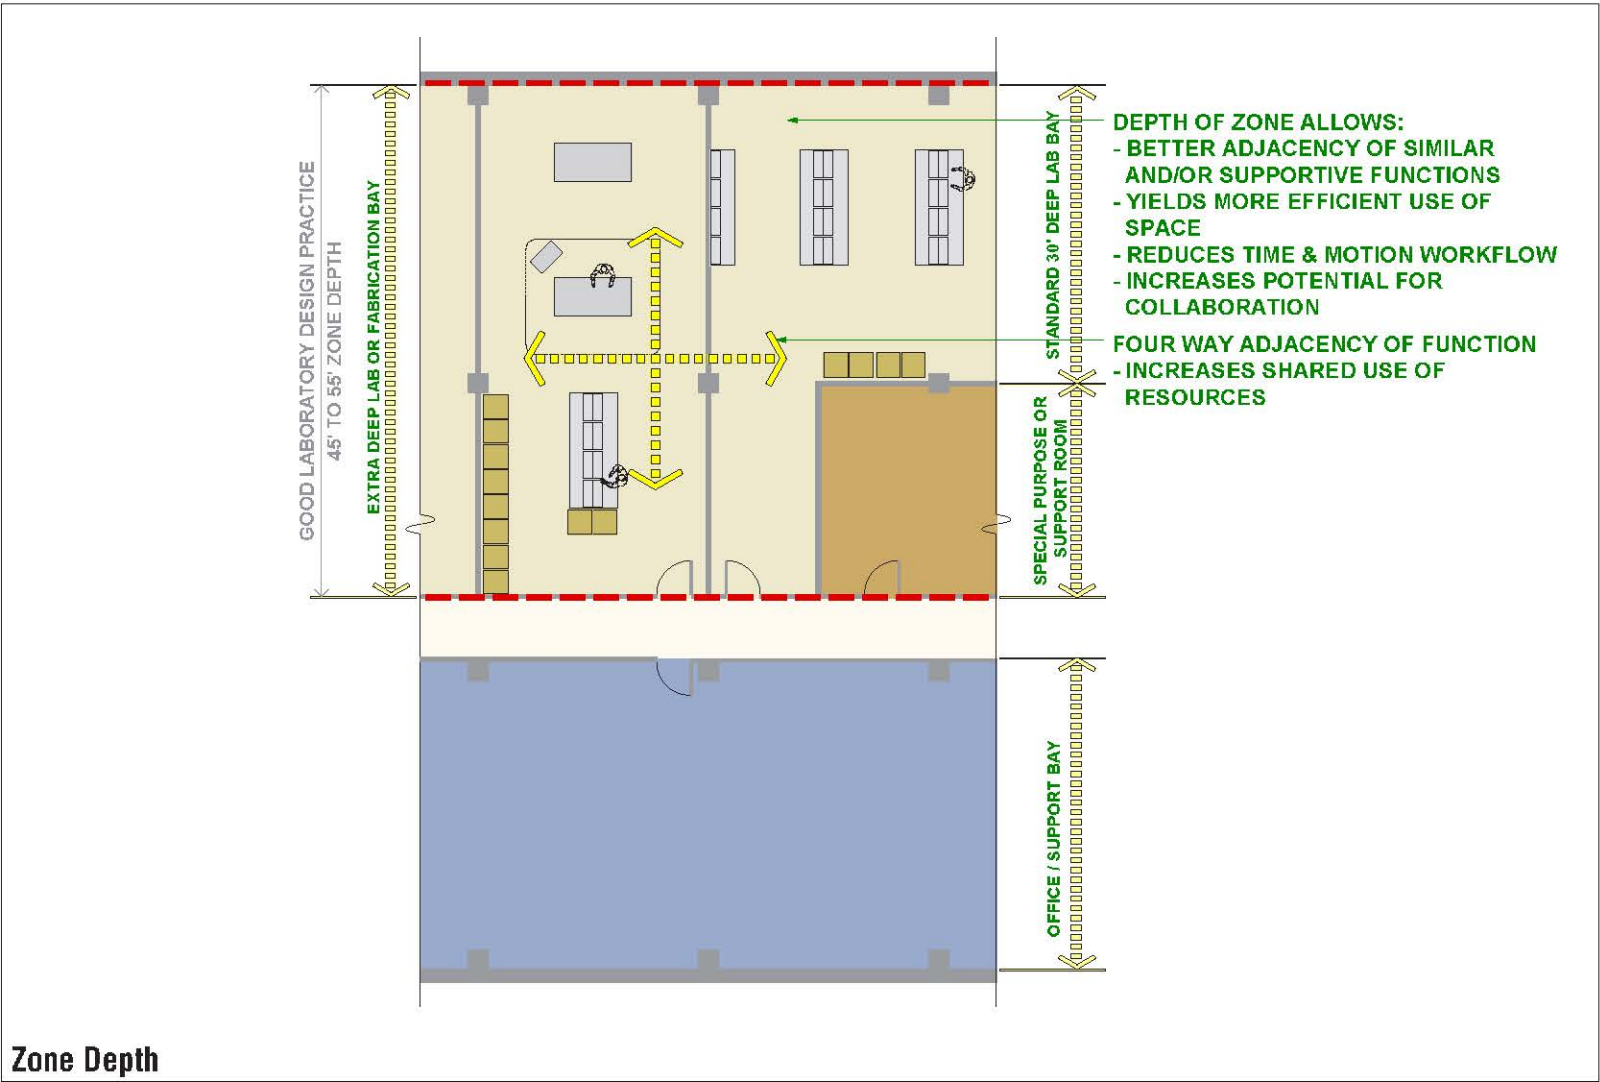 GOOD LABORATORY DESIGN PRACTICE
45' TO 55' ZONE DEPTH
EXTRA DEEP LAB OR FABRICATION BAY
STANDARD 30' DEEP LAB BAY
SPECIAL PURPOSE OR
SUPPORT ROOM
OFFICE / SUPPORT BAY
DEPTH OF ZONE ALLOWS:
- BETTER ADJACENCY OF SIMILAR
AND/OR SUPPORTIVE FUNCTIONS
- YIELDS MORE EFFICIENT USE OF
SPACE
- REDUCES TIME & MOTION WORKFLOW
- INCREASES POTENTIAL FOR
COLLABORATION
FOUR WAY ADJACENCY OF FUNCTION
- INCREASES SHARED USE OF
RESOURCES
Zone Depth